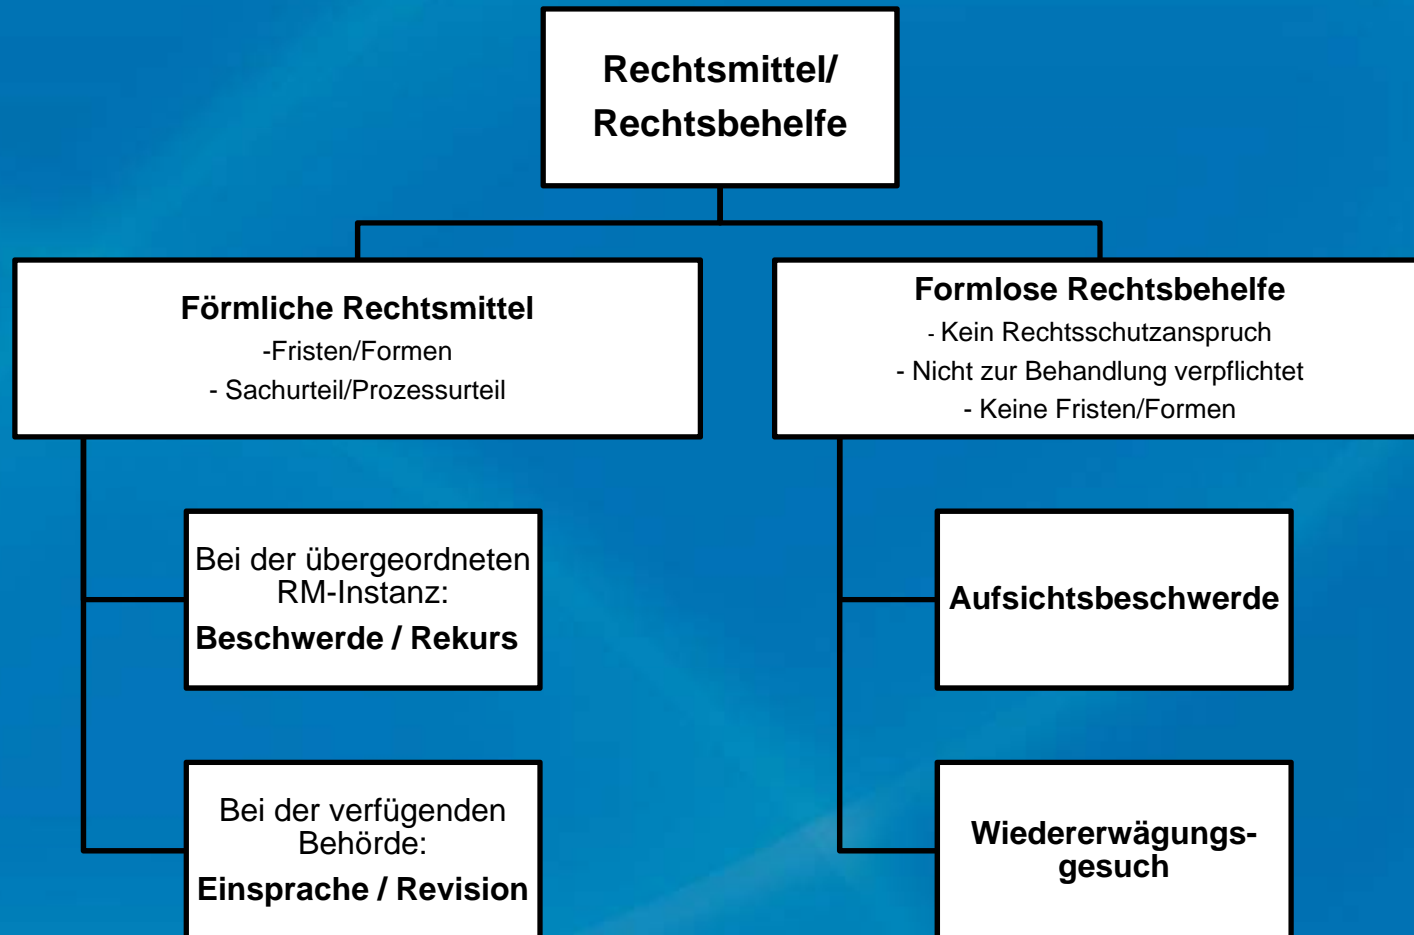 Rechtsmittel/
Rechtsbehelfe
Förmliche Rechtsmittel
-Fristen/Formen
- Sachurteil/Prozessurteil
Formlose Rechtsbehelfe
- Kein Rechtsschutzanspruch
- Nicht zur Behandlung verpflichtet
- Keine Fristen/Formen
Bei der übergeordneten
RM-Instanz:
Beschwerde / Rekurs
Bei der verfügenden
Behörde:
Einsprache / Revision
Aufsichtsbeschwerde
Wiedererwägungs-
gesuch